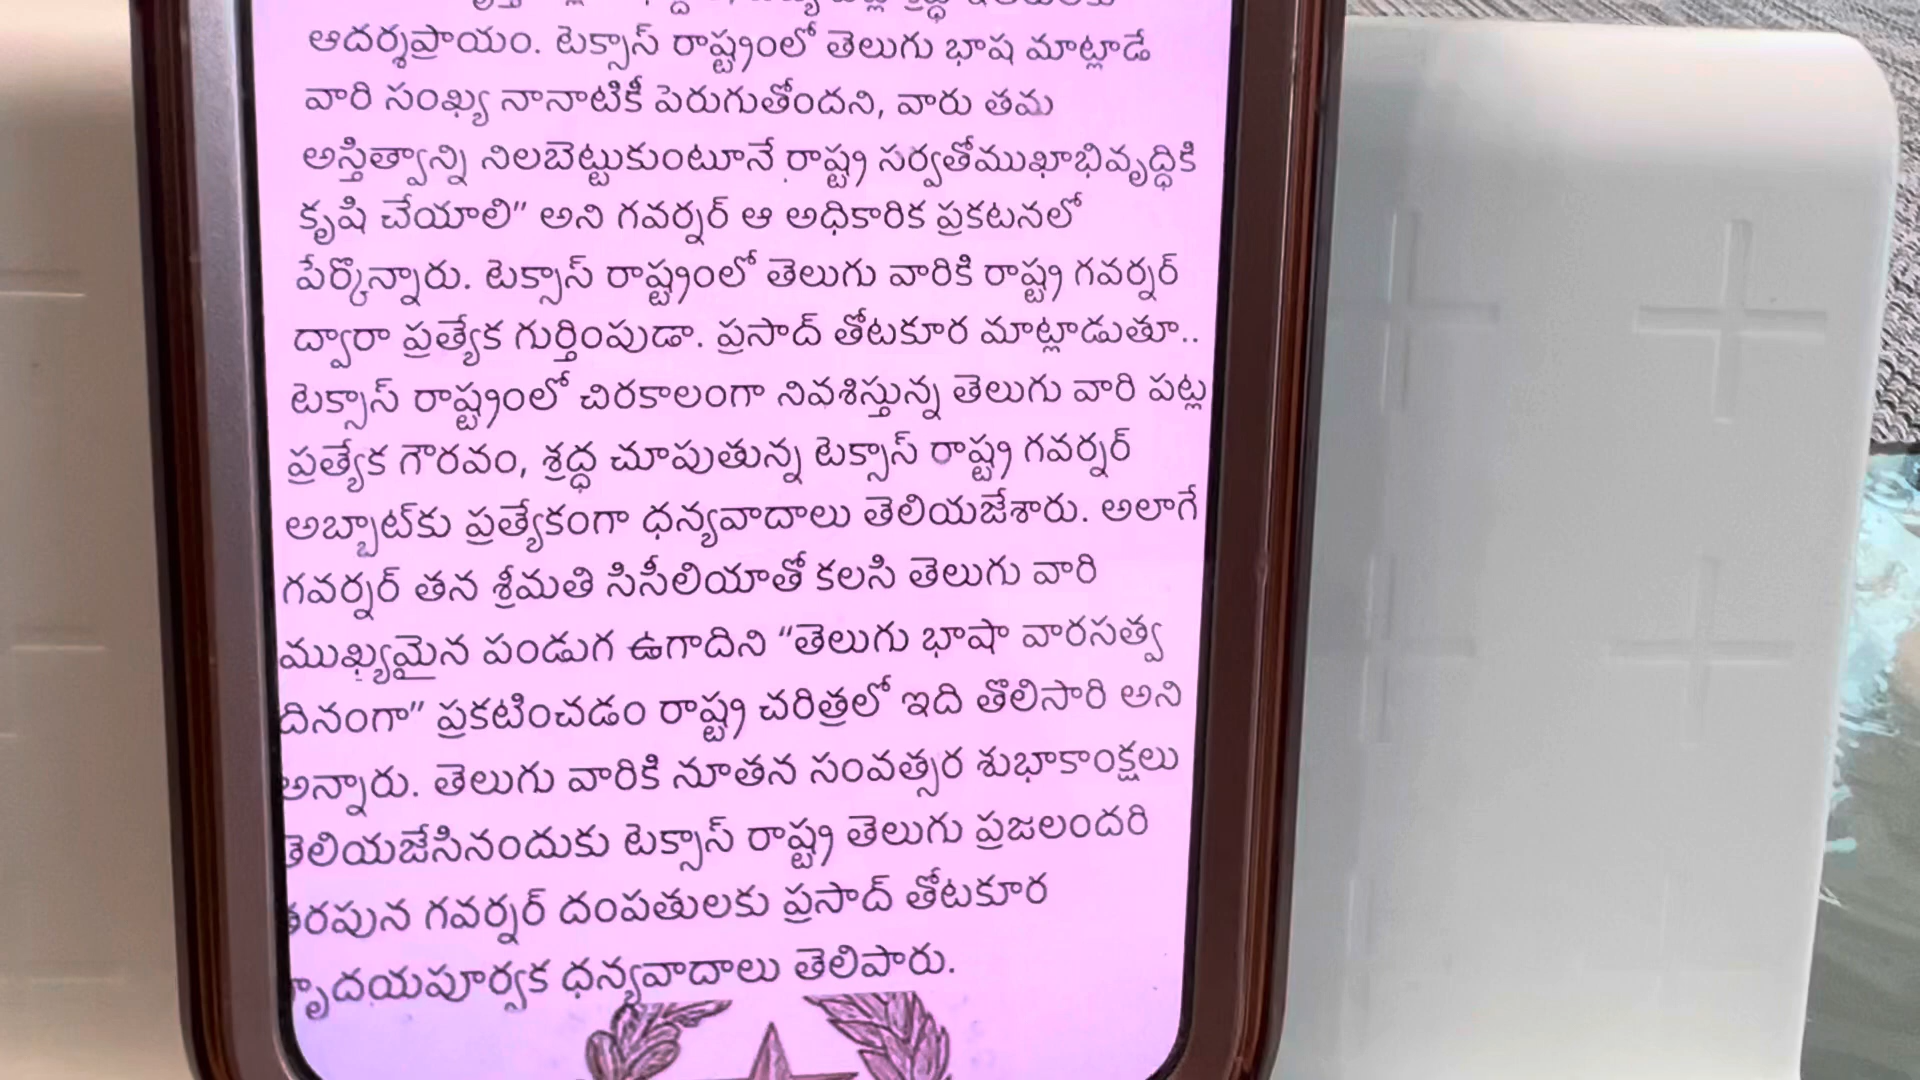 ఆదర్శప్రాయం. టెక్సాస్ రాష్ట్రంలో తెలుగు భాష మాట్లాడే
వారి సంఖ్య నానాటికీ పెరుగుతోందని, వారు తమ
అస్తిత్వాన్ని నిలబెట్టుకుంటూనే రాష్ట్ర సర్వతోముఖాభివృద్ధికి
కృషి చేయాలి” అని గవర్నర్ ఆ అధికారిక ప్రకటనలో
పేర్కొన్నారు. టెక్సాస్ రాష్ట్రంలో తెలుగు వారికి రాష్ట్ర గవర్నర్
ద్వారా ప్రత్యేక గుర్తింపుడా. ప్రసాద్ తోటకూర మాట్లాడుతూ..
టెక్సాస్ రాష్ట్రంలో చిరకాలంగా నివశిస్తున్న తెలుగు వారి పట్ల
ప్రత్యేక గౌరవం, శ్రద్ధ చూపుతున్న టెక్సాస్ రాష్ట్ర గవర్నర్
అబ్బాట్‌కు ప్రత్యేకంగా ధన్యవాదాలు తెలియజేశారు. అలాగే
గవర్నర్ తన శ్రీమతి సిసీలియాతో కలసి తెలుగు వారి
ముఖ్యమైన పండుగ ఉగాదిని “తెలుగు భాషా వారసత్వ
దినంగా” ప్రకటించడం రాష్ట్ర చరిత్రలో ఇది తొలిసారి అని
అన్నారు. తెలుగు వారికి నూతన సంవత్సర శుభాకాంక్షలు
తెలియజేసినందుకు టెక్సాస్ రాష్ట్ర తెలుగు ప్రజలందరి
తరపున గవర్నర్ దంపతులకు ప్రసాద్ తోటకూర
హృదయపూర్వక ధన్యవాదాలు తెలిపారు.